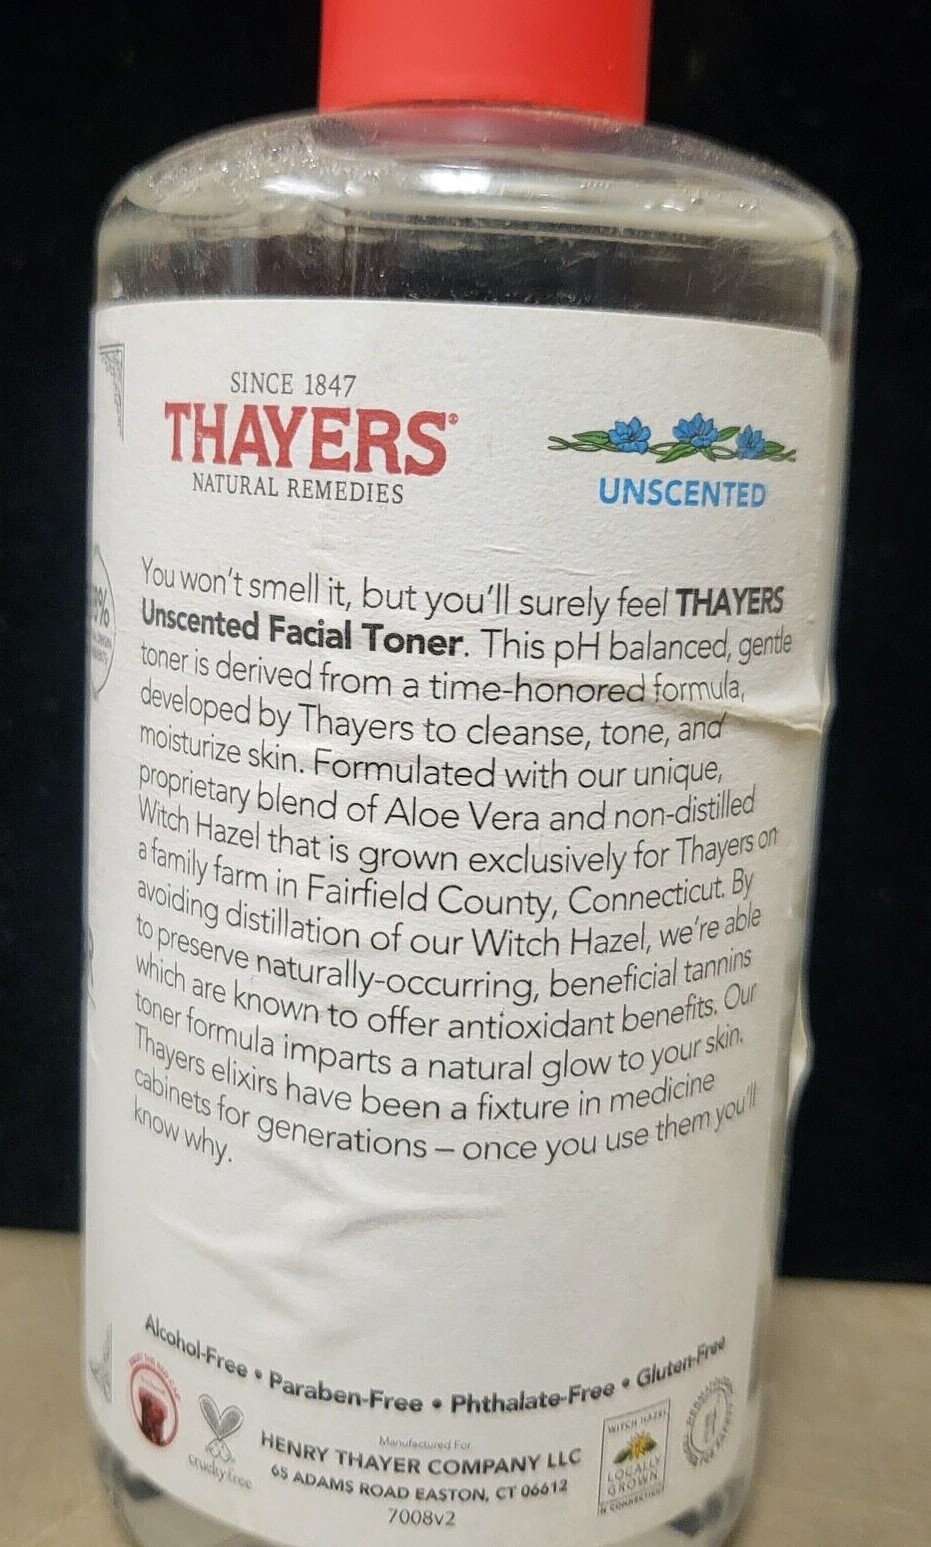 SINCE 1847
THAYERS®
NATURAL REMEDIES
UNSCENTED
You won't smell it, but you'll surely feel THAYERS
Unscented Facial Toner. This pH balanced, gentle
toner is derived from a time-honored formula,
developed by Thayers to cleanse, tone, and
moisturize skin. Formulated with our unique,
proprietary blend of Aloe Vera and non-distilled
Witch Hazel that is grown exclusively for Thayers on
a family farm in Fairfield County, Connecticut. By
avoiding distillation of our Witch Hazel, we're able
to preserve naturally-occurring, beneficial tannins
which are known to offer antioxidant benefits. Our
toner formula imparts a natural glow to your skin.
Thayers elixirs have been a fixture in medicine
cabinets for generations – once you use them you'll
know why.
Alcohol-Free • Paraben-Free • Phthalate-Free • Gluten-Free
cruelty free
Manufactured For
HENRY THAYER COMPANY LLC
65 ADAMS ROAD EASTON, CT 06612
7008v2
WITCH HAZEL
LOCALLY
GROWN
IN CONNECTICUT